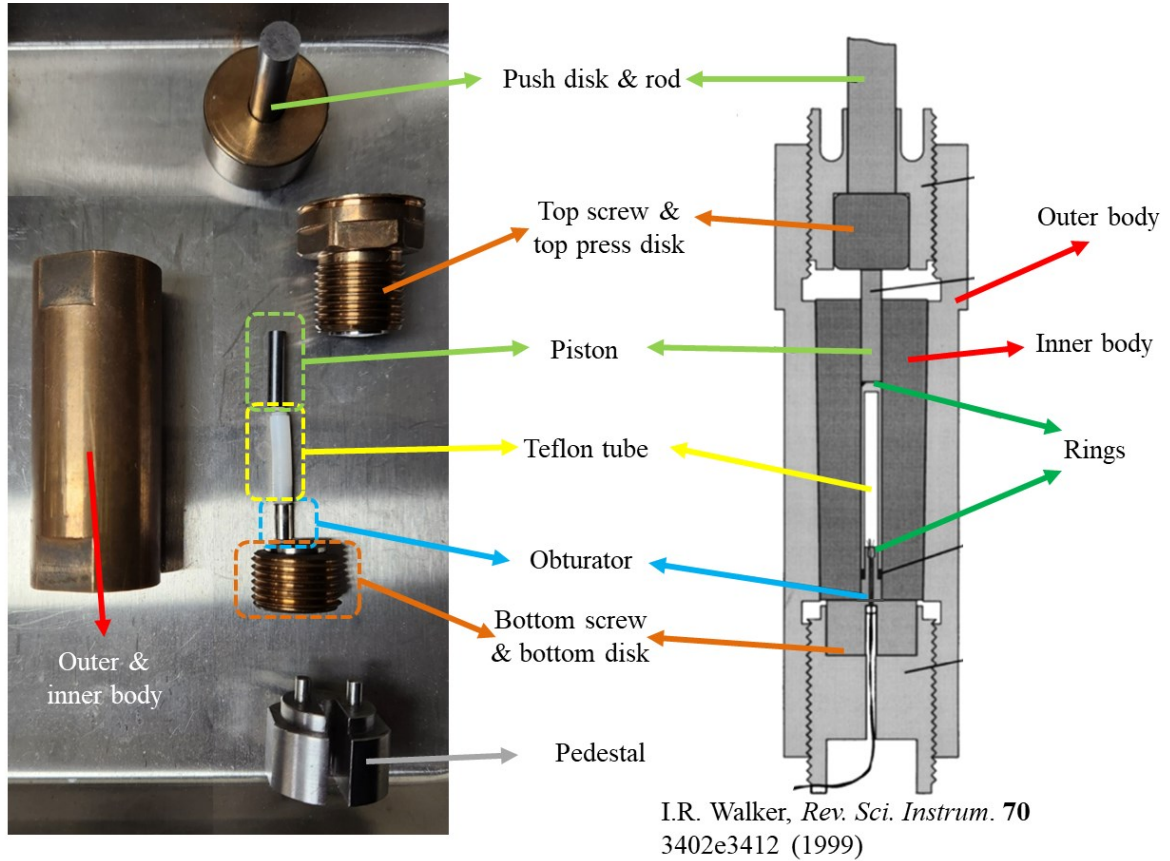 Push disk & rod
Top screw &
top press disk
Outer body
Piston
Inner body
Teflon tube
Rings
Obturator
Bottom screw
& bottom disk
Outer &
inner body
Pedestal
I.R. Walker, Rev. Sci. Instrum. 70
3402e3412 (1999)